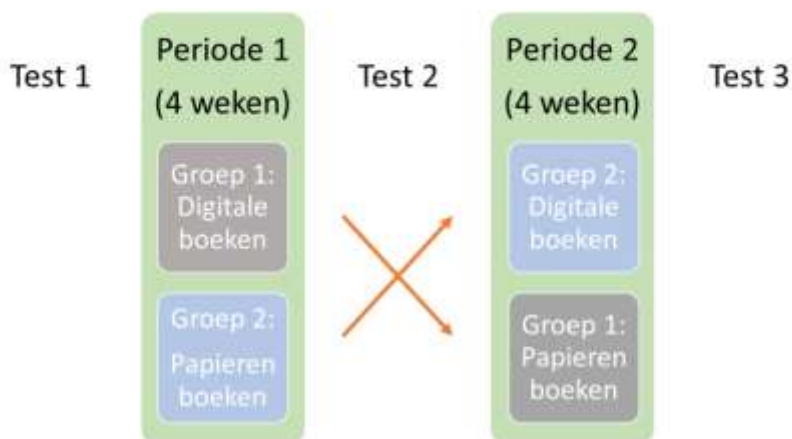 Test 1
Periode 1
(4 weken)
Groep 1:
Digitale
boeken
Groep 2:
Papieren
boeken
Test 2
Periode 2
(4 weken)
Groep 2:
Digitale
boeken
Groep 1:
Papieren
boeken
Test 3